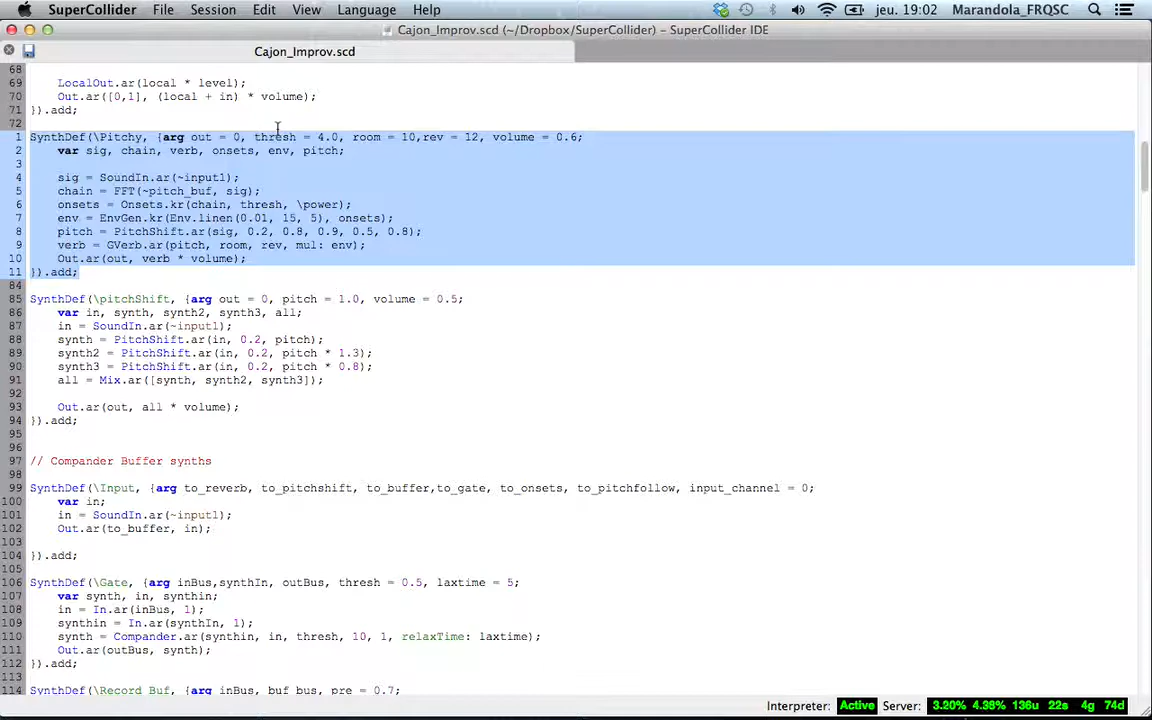 SuperCollider File Session Edit View Language Help jeu. 19:02 Marandola_FRQSC
Cajon_Improv.scd (~/Dropbox/SuperCollider) – SuperCollider IDE
Cajon_Improv.scd
68
69 LocalOut.ar(local * level);
70 Out.ar([0,1], (local + in) * volume);
71 }).add;
72
1 SynthDef(\Pitchy, {arg out = 0, thresh = 4.0, room = 10,rev = 12, volume = 0.6;
2 var sig, chain, verb, onsets, env, pitch;
3
4 sig = SoundIn.ar(~input1);
5 chain = FFT(~pitch_buf, sig);
6 onsets = Onsets.kr(chain, thresh, \power);
7 env = EnvGen.kr(Env.linen(0.01, 15, 5), onsets);
8 pitch = PitchShift.ar(sig, 0.2, 0.8, 0.9, 0.5, 0.8);
9 verb = GVerb.ar(pitch, room, rev, mul: env);
10 Out.ar(out, verb * volume);
11 }).add;
84
85 SynthDef(\pitchShift, {arg out = 0, pitch = 1.0, volume = 0.5;
86 var in, synth, synth2, synth3, all;
87 in = SoundIn.ar(~input1);
88 synth = PitchShift.ar(in, 0.2, pitch);
89 synth2 = PitchShift.ar(in, 0.2, pitch * 1.3);
90 synth3 = PitchShift.ar(in, 0.2, pitch * 0.8);
91 all = Mix.ar([synth, synth2, synth3]);
92
93 Out.ar(out, all * volume);
94 }).add;
95
96
97 // Compander Buffer synths
98
99 SynthDef(\Input, {arg to_reverb, to_pitchshift, to_buffer,to_gate, to_onsets, to_pitchfollow, input_channel = 0;
100 var in;
101 in = SoundIn.ar(~input1);
102 Out.ar(to_buffer, in);
103
104 }).add;
105
106 SynthDef(\Gate, {arg inBus,synthIn, outBus, thresh = 0.5, laxtime = 5;
107 var synth, in, synthin;
108 in = In.ar(inBus, 1);
109 synthin = In.ar(synthIn, 1);
110 synth = Compander.ar(synthin, in, thresh, 10, 1, relaxTime: laxtime);
111 Out.ar(outBus, synth);
112 }).add;
113
114 SynthDef(\Record_Buf, {arg inBus, buf_bus, pre = 0.7;
Interpreter: Active Server: 3.20% 4.38% 136u 22s 4g 74d